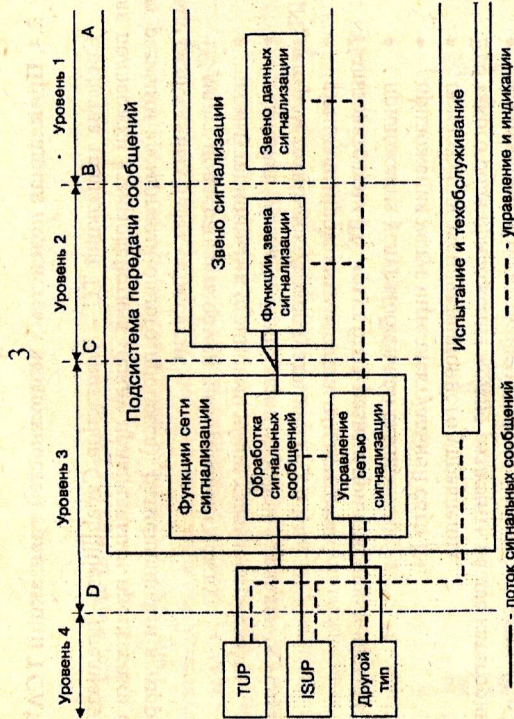 3
Уровень 4
Уровень 3
Уровень 2
Уровень 1
D
C
B
A
Подсистема передачи сообщений
Функции сети
сигнализации
Звено сигнализации
TUP
ISUP
Другой
тип
Обработка
сигнальных
сообщений
Управление
сетью
сигнализации
Функции звена
сигнализации
Звено данных
сигнализации
Испытание и техобслуживание
- поток сигнальных сообщений
- управление и индикации